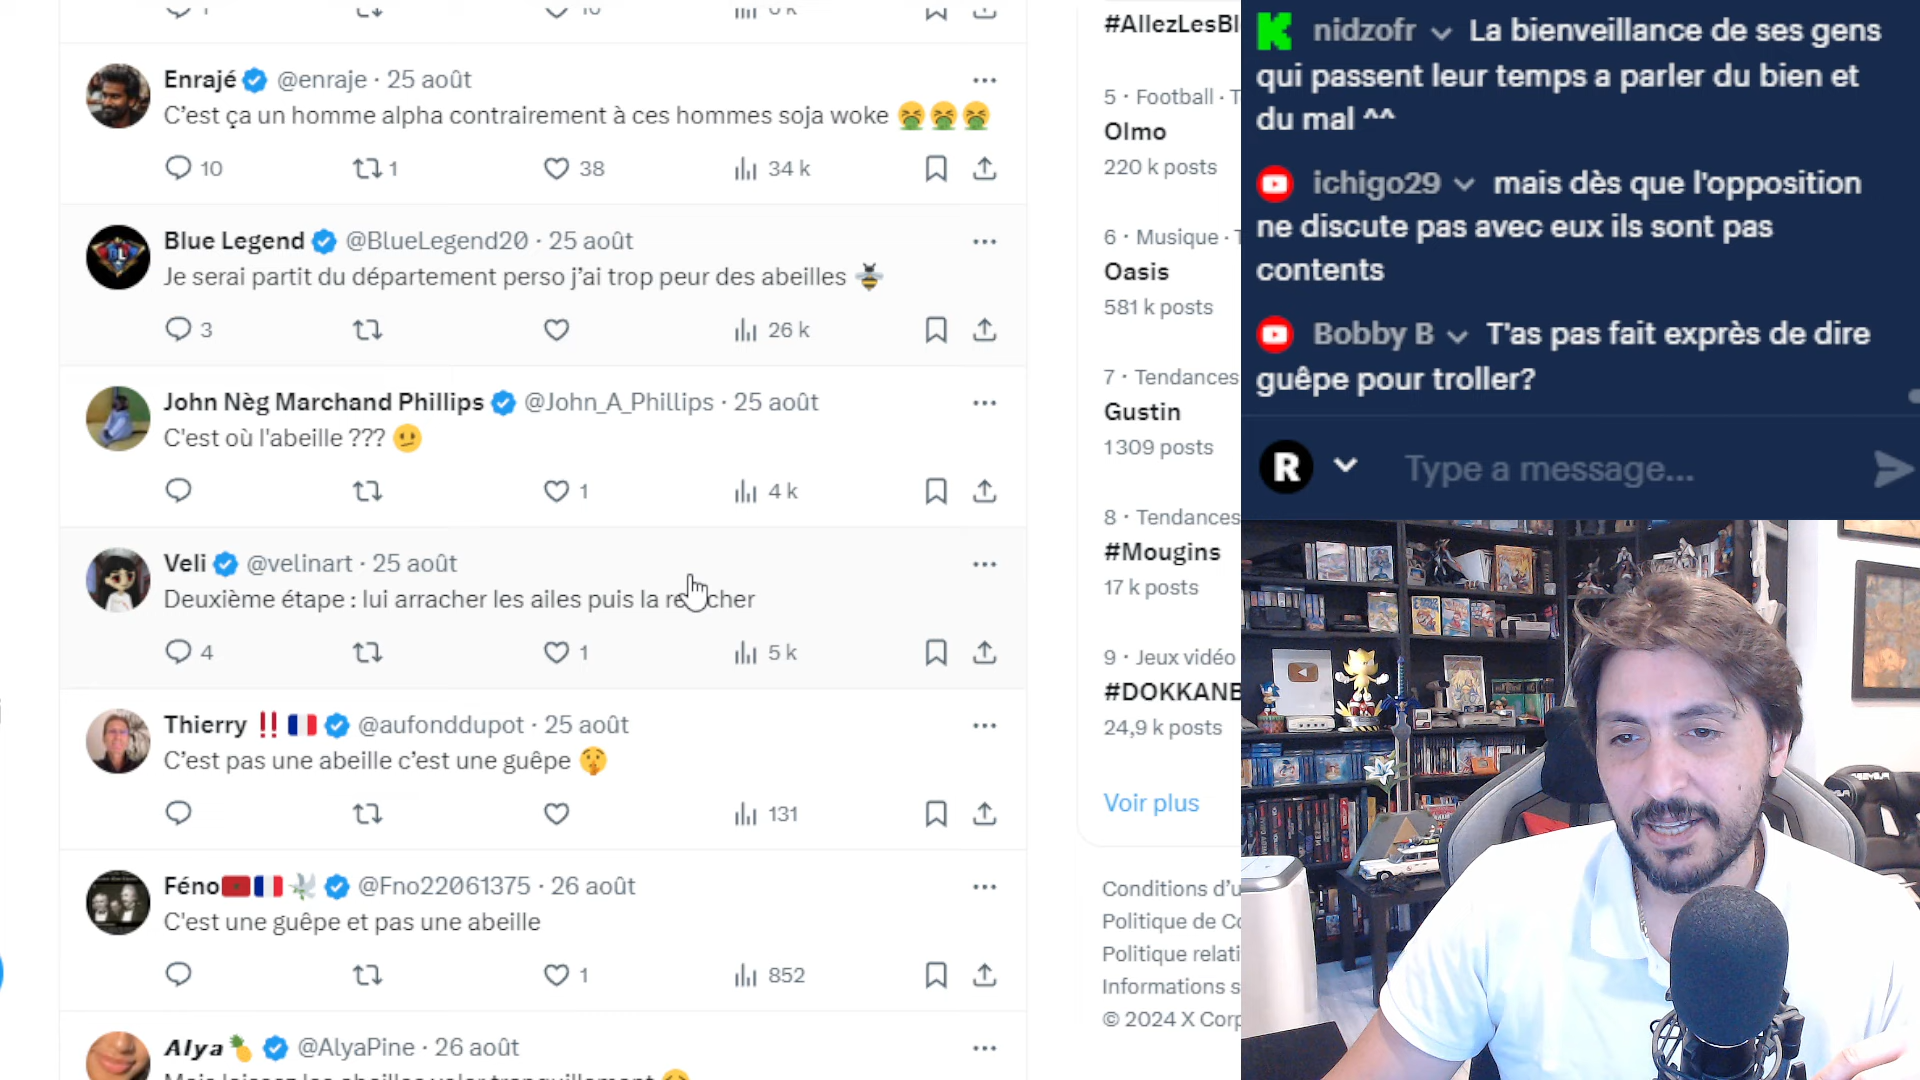 Enrajé @enraje · 25 août
C'est ça un homme alpha contrairement à ces hommes soja woke
10 1 38 34 k
Blue Legend @BlueLegend20 · 25 août
Je serai partit du département perso j'ai trop peur des abeilles
3 26 k
John Nèg Marchand Phillips @John_A_Phillips · 25 août
C'est où l'abeille ???
1 4 k
Veli @velinart · 25 août
Deuxième étape : lui arracher les ailes puis la
4 1 5 k
Thierry @aufonddupot · 25 août
C'est pas une abeille c'est une guêpe
131
Féno @Fno22061375 · 26 août
C'est une guêpe et pas une abeille
1 852
Alya @AlyaPine · 26 août
Mais laissez les abeilles voler tranquillement
#AllezLesBl
5 · Football · T
Olmo
220 k posts
6 · Musique · T
Oasis
581 k posts
7 · Tendances
Gustin
1309 posts
8 · Tendances
#Mougins
17 k posts
9 · Jeux vidéo
#DOKKANB
24,9 k posts
Voir plus
Conditions d'u
Politique de Co
Politique relati
Informations s
© 2024 X Corp
nidzofr La bienveillance de ses gens
qui passent leur temps a parler du bien et
du mal ^^
ichigo29 mais dès que l'opposition
ne discute pas avec eux ils sont pas
contents
Bobby B T'as pas fait exprès de dire
guêpe pour troller?
R Type a message...